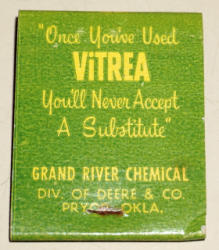 "Once You've Used
ViTREA
You'll Never Accept
A Substitute"
GRAND RIVER CHEMICAL
DIV. OF DEERE & CO
PRYOR, OKLA.